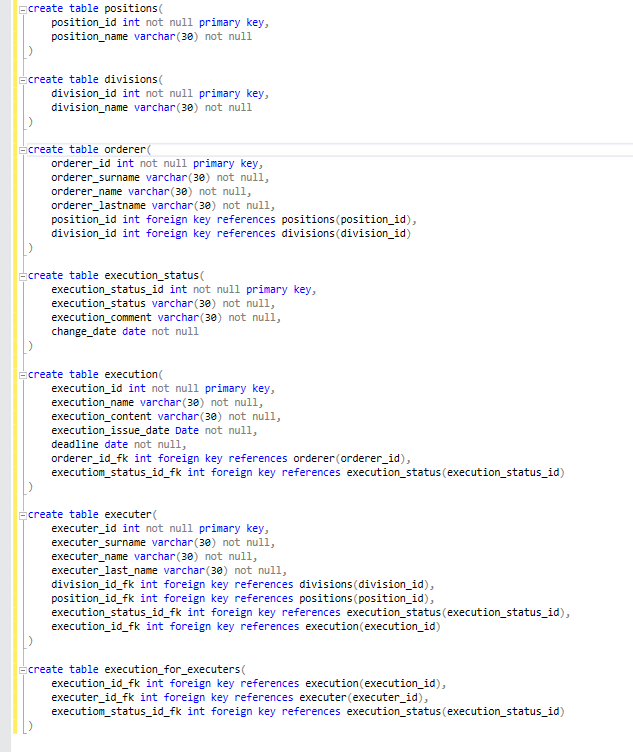 create table positions(
position_id int not null primary key,
position_name varchar(30) not null
)
create table divisions(
division_id int not null primary key,
division_name varchar(30) not null
)
create table orderer(
orderer_id int not null primary key,
orderer_surname varchar(30) not null,
orderer_name varchar(30) not null,
orderer_lastname varchar(30) not null,
position_id int foreign key references positions(position_id),
division_id int foreign key references divisions(division_id)
)
create table execution_status(
execution_status_id int not null primary key,
execution_status varchar(30) not null,
execution_comment varchar(30) not null,
change_date date not null
)
create table execution(
execution_id int not null primary key,
execution_name varchar(30) not null,
execution_content varchar(30) not null,
execution_issue_date Date not null,
deadline date not null,
orderer_id_fk int foreign key references orderer(orderer_id),
executiom_status_id_fk int foreign key references execution_status(execution_status_id)
)
create table executer(
executer_id int not null primary key,
executer_surname varchar(30) not null,
executer_name varchar(30) not null,
executer_last_name varchar(30) not null,
division_id_fk int foreign key references divisions(division_id),
position_id_fk int foreign key references positions(position_id),
execution_status_id_fk int foreign key references execution_status(execution_status_id),
execution_id_fk int foreign key references execution(execution_id)
)
create table execution_for_executers(
execution_id_fk int foreign key references execution(execution_id),
executer_id_fk int foreign key references executer(executer_id),
executiom_status_id_fk int foreign key references execution_status(execution_status_id)
)